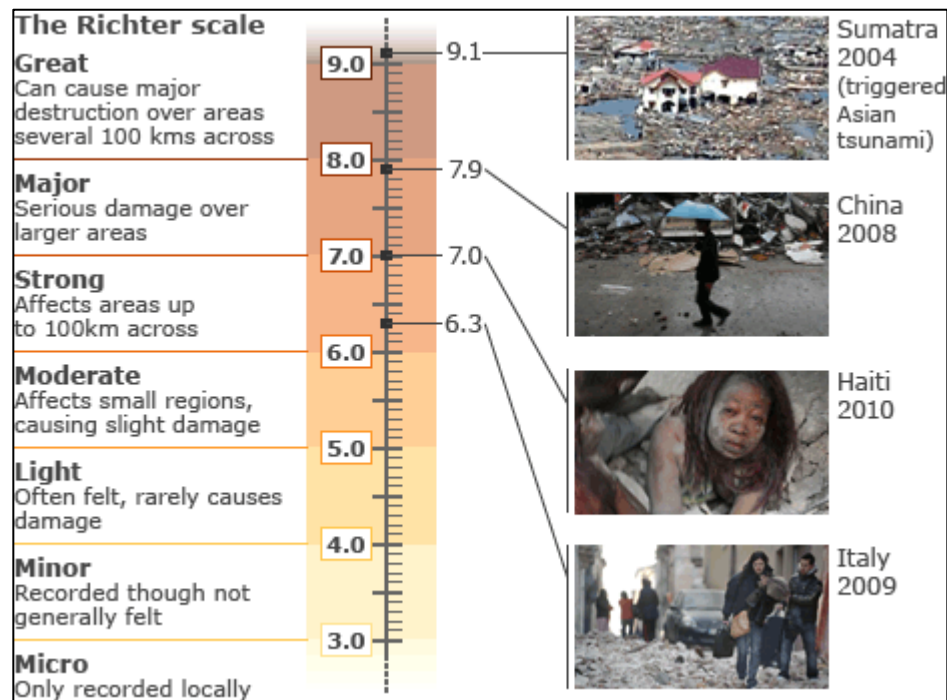 The Richter scale
Great
Can cause major
destruction over areas
several 100 kms across
Major
Serious damage over
larger areas
Strong
Affects areas up
to 100km across
Moderate
Affects small regions,
causing slight damage
Light
Often felt, rarely causes
damage
Minor
Recorded though not
generally felt
Micro
Only recorded locally
9.0
8.0
7.0
6.0
5.0
4.0
3.0
9.1
7.9
7.0
6.3
Sumatra
2004
(triggered
Asian
tsunami)
China
2008
Haiti
2010
Italy
2009